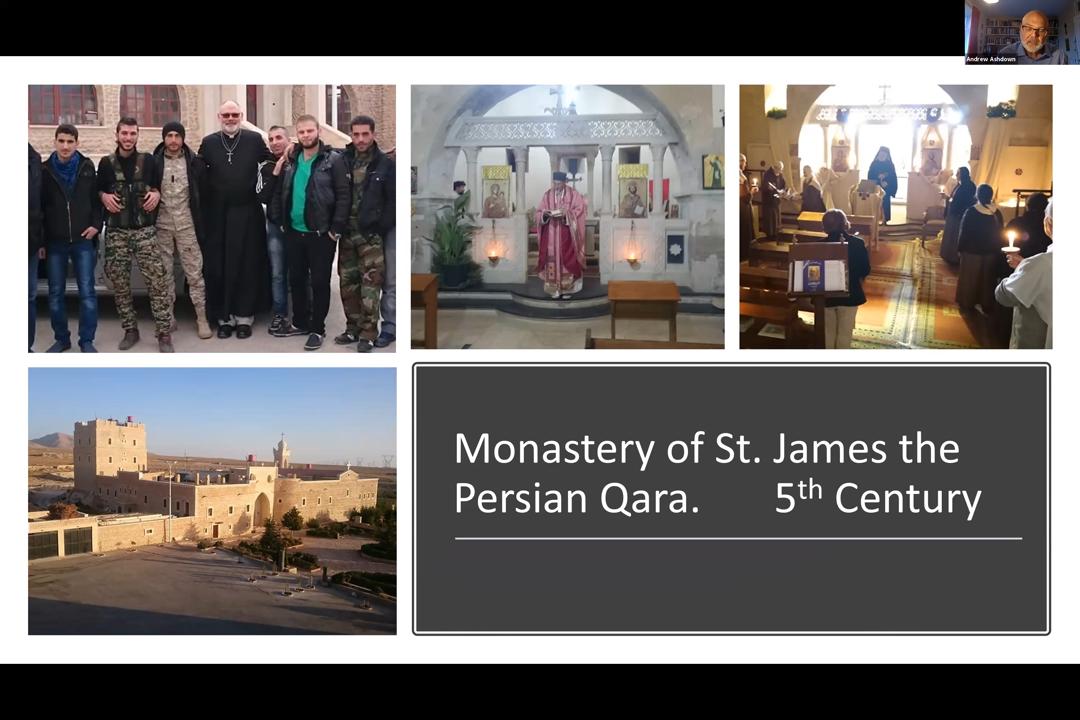 Andrew Ashdown
Monastery of St. James the
Persian Qara. 5th Century